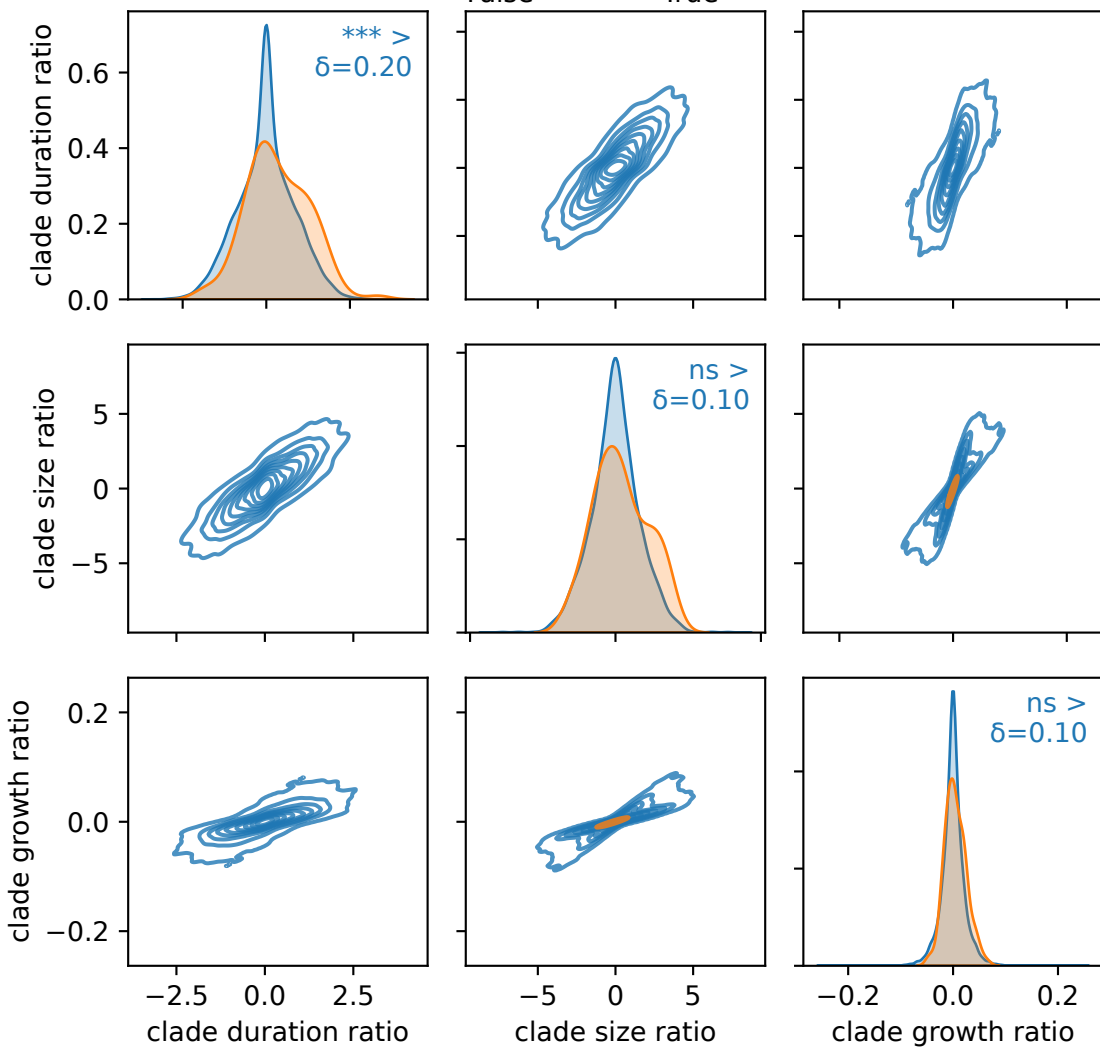 clade duration ratio
0.6
0.4
0.2
0.0
*** >
δ=0.20
clade size ratio
5
0
−5
ns >
δ=0.10
clade growth ratio
0.2
0.0
−0.2
ns >
δ=0.10
−2.5 0.0 2.5
−5 0 5
−0.2 0.0 0.2
clade duration ratio
clade size ratio
clade growth ratio